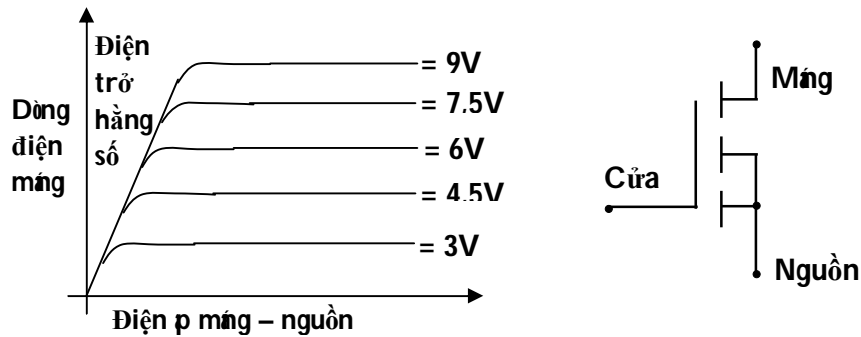 Điện
trở
hằng
số
Dòng
điện
máng
= 9V
= 7.5V
= 6V
= 4.5V
= 3V
Điện áp máng – nguồn
Máng
Cửa
Nguồn